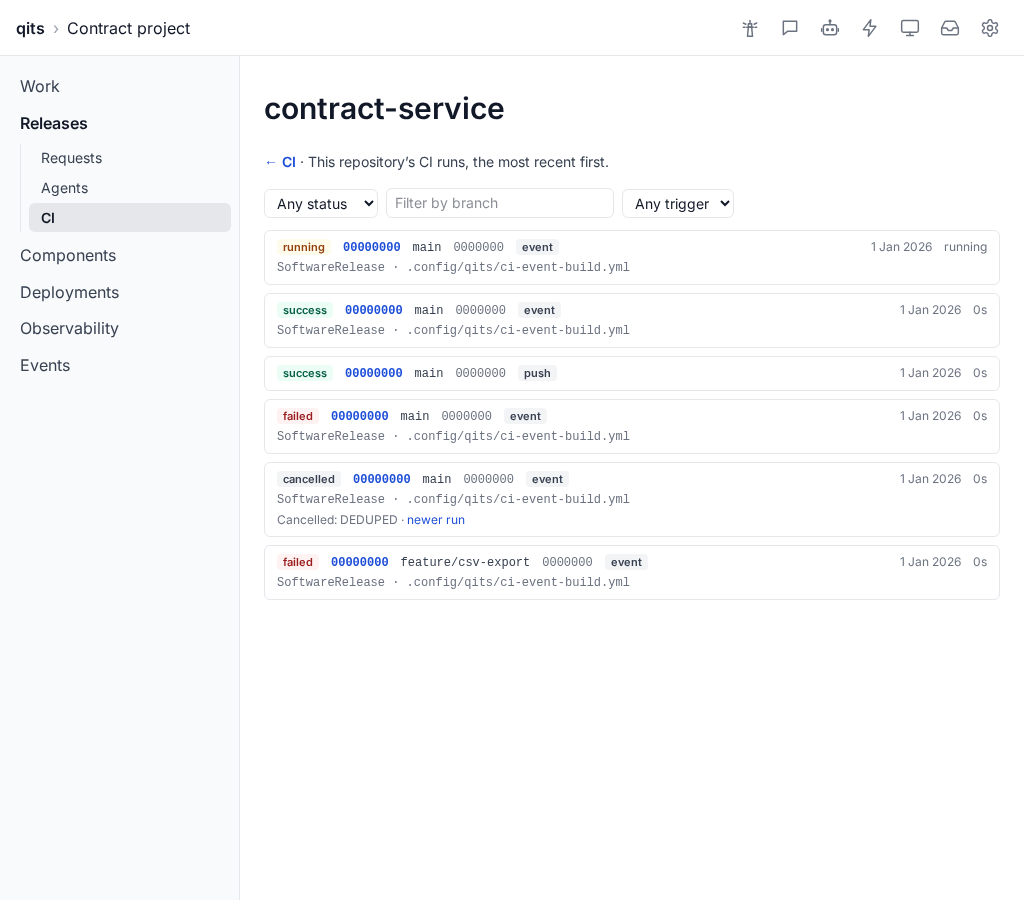 qits › Contract project
Work
Releases
Requests
Agents
CI
Components
Deployments
Observability
Events
contract-service
← CI · This repository’s CI runs, the most recent first.
Any status Filter by branch Any trigger
running 00000000 main 0000000 event 1 Jan 2026 running
SoftwareRelease · .config/qits/ci-event-build.yml
success 00000000 main 0000000 event 1 Jan 2026 0s
SoftwareRelease · .config/qits/ci-event-build.yml
success 00000000 main 0000000 push 1 Jan 2026 0s
failed 00000000 main 0000000 event 1 Jan 2026 0s
SoftwareRelease · .config/qits/ci-event-build.yml
cancelled 00000000 main 0000000 event 1 Jan 2026 0s
SoftwareRelease · .config/qits/ci-event-build.yml
Cancelled: DEDUPED · newer run
failed 00000000 feature/csv-export 0000000 event 1 Jan 2026 0s
SoftwareRelease · .config/qits/ci-event-build.yml